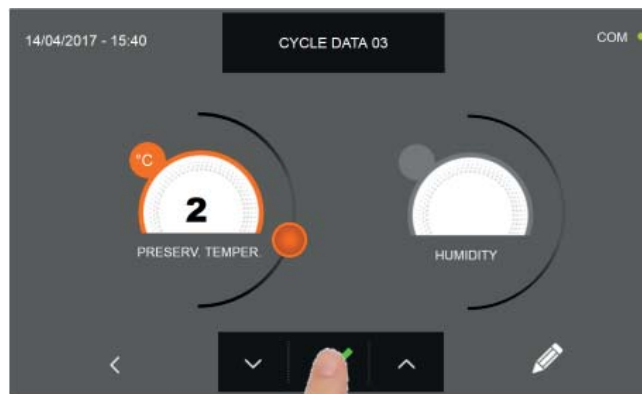 14/04/2017 - 15:40
CYCLE DATA 03
COM
°C
2
PRESERV. TEMPER.
HUMIDITY